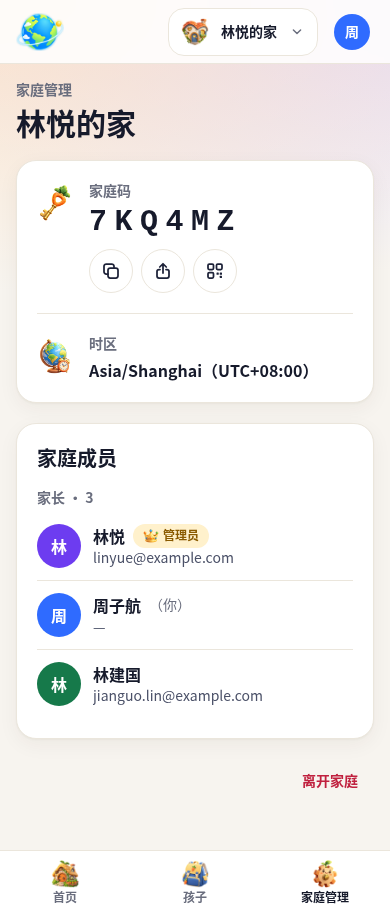 林悦的家
周
家庭管理
林悦的家
家庭码
7KQ4MZ
时区
Asia/Shanghai（UTC+08:00）
家庭成员
家长 · 3
林
林悦
管理员
linyue@example.com
周
周子航 （你）
—
林
林建国
jianguo.lin@example.com
离开家庭
首页
孩子
家庭管理